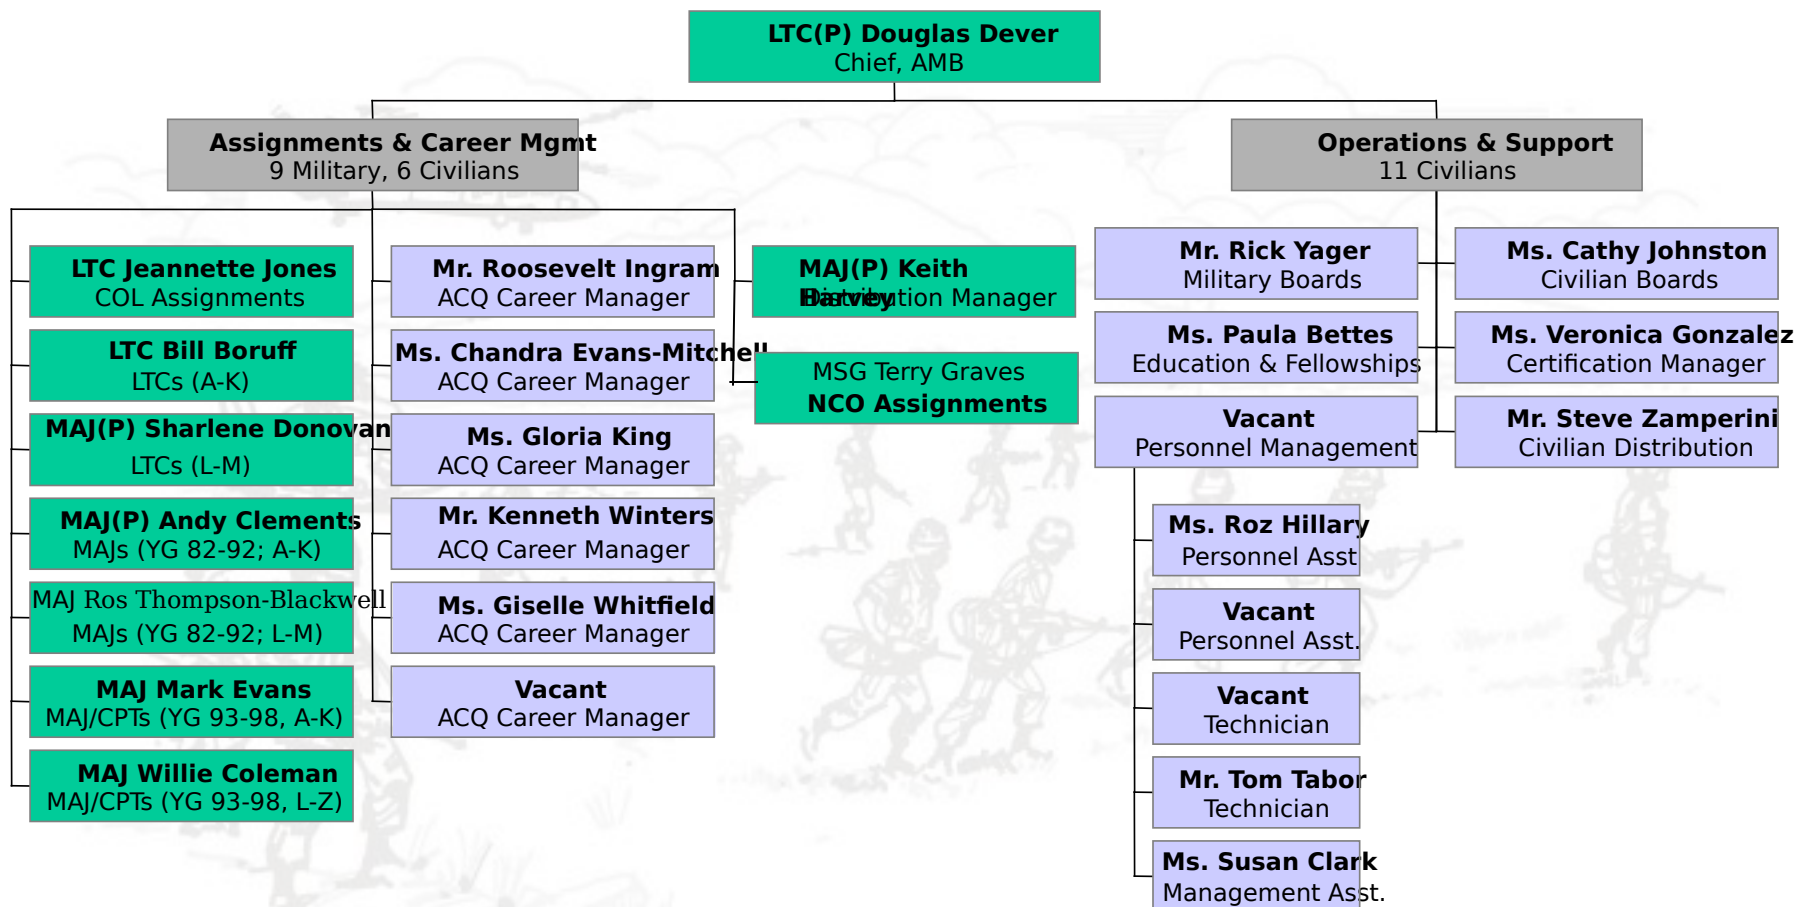 LTC(P) Douglas Dever
Chief, AMB
Assignments & Career Mgmt
9 Military, 6 Civilians
Operations & Support
11 Civilians
LTC Jeannette Jones
COL Assignments
LTC Bill Boruff
LTCs (A-K)
MAJ(P) Sharlene Donovan
LTCs (L-M)
MAJ(P) Andy Clements
MAJs (YG 82-92; A-K)
MAJ Ros Thompson-Blackwell
MAJs (YG 82-92; L-M)
MAJ Mark Evans
MAJ/CPTs (YG 93-98, A-K)
MAJ Willie Coleman
MAJ/CPTs (YG 93-98, L-Z)
Mr. Roosevelt Ingram
ACQ Career Manager
Ms. Chandra Evans-Mitchell
ACQ Career Manager
Ms. Gloria King
ACQ Career Manager
Mr. Kenneth Winters
ACQ Career Manager
Ms. Giselle Whitfield
ACQ Career Manager
Vacant
ACQ Career Manager
MAJ(P) Keith
Harvey
Distribution Manager
MSG Terry Graves
NCO Assignments
Mr. Rick Yager
Military Boards
Ms. Paula Bettes
Education & Fellowships
Vacant
Personnel Management
Ms. Cathy Johnston
Civilian Boards
Ms. Veronica Gonzalez
Certification Manager
Mr. Steve Zamperini
Civilian Distribution
Ms. Roz Hillary
Personnel Asst
Vacant
Personnel Asst.
Vacant
Technician
Mr. Tom Tabor
Technician
Ms. Susan Clark
Management Asst.